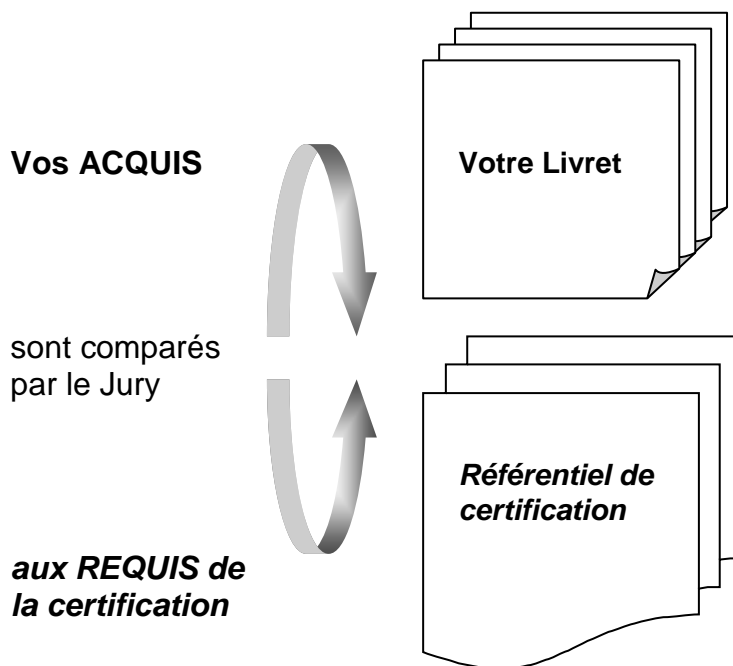 Vos ACQUIS
Votre Livret
sont comparés
par le Jury
Référentiel de
certification
aux REQUIS de
la certification